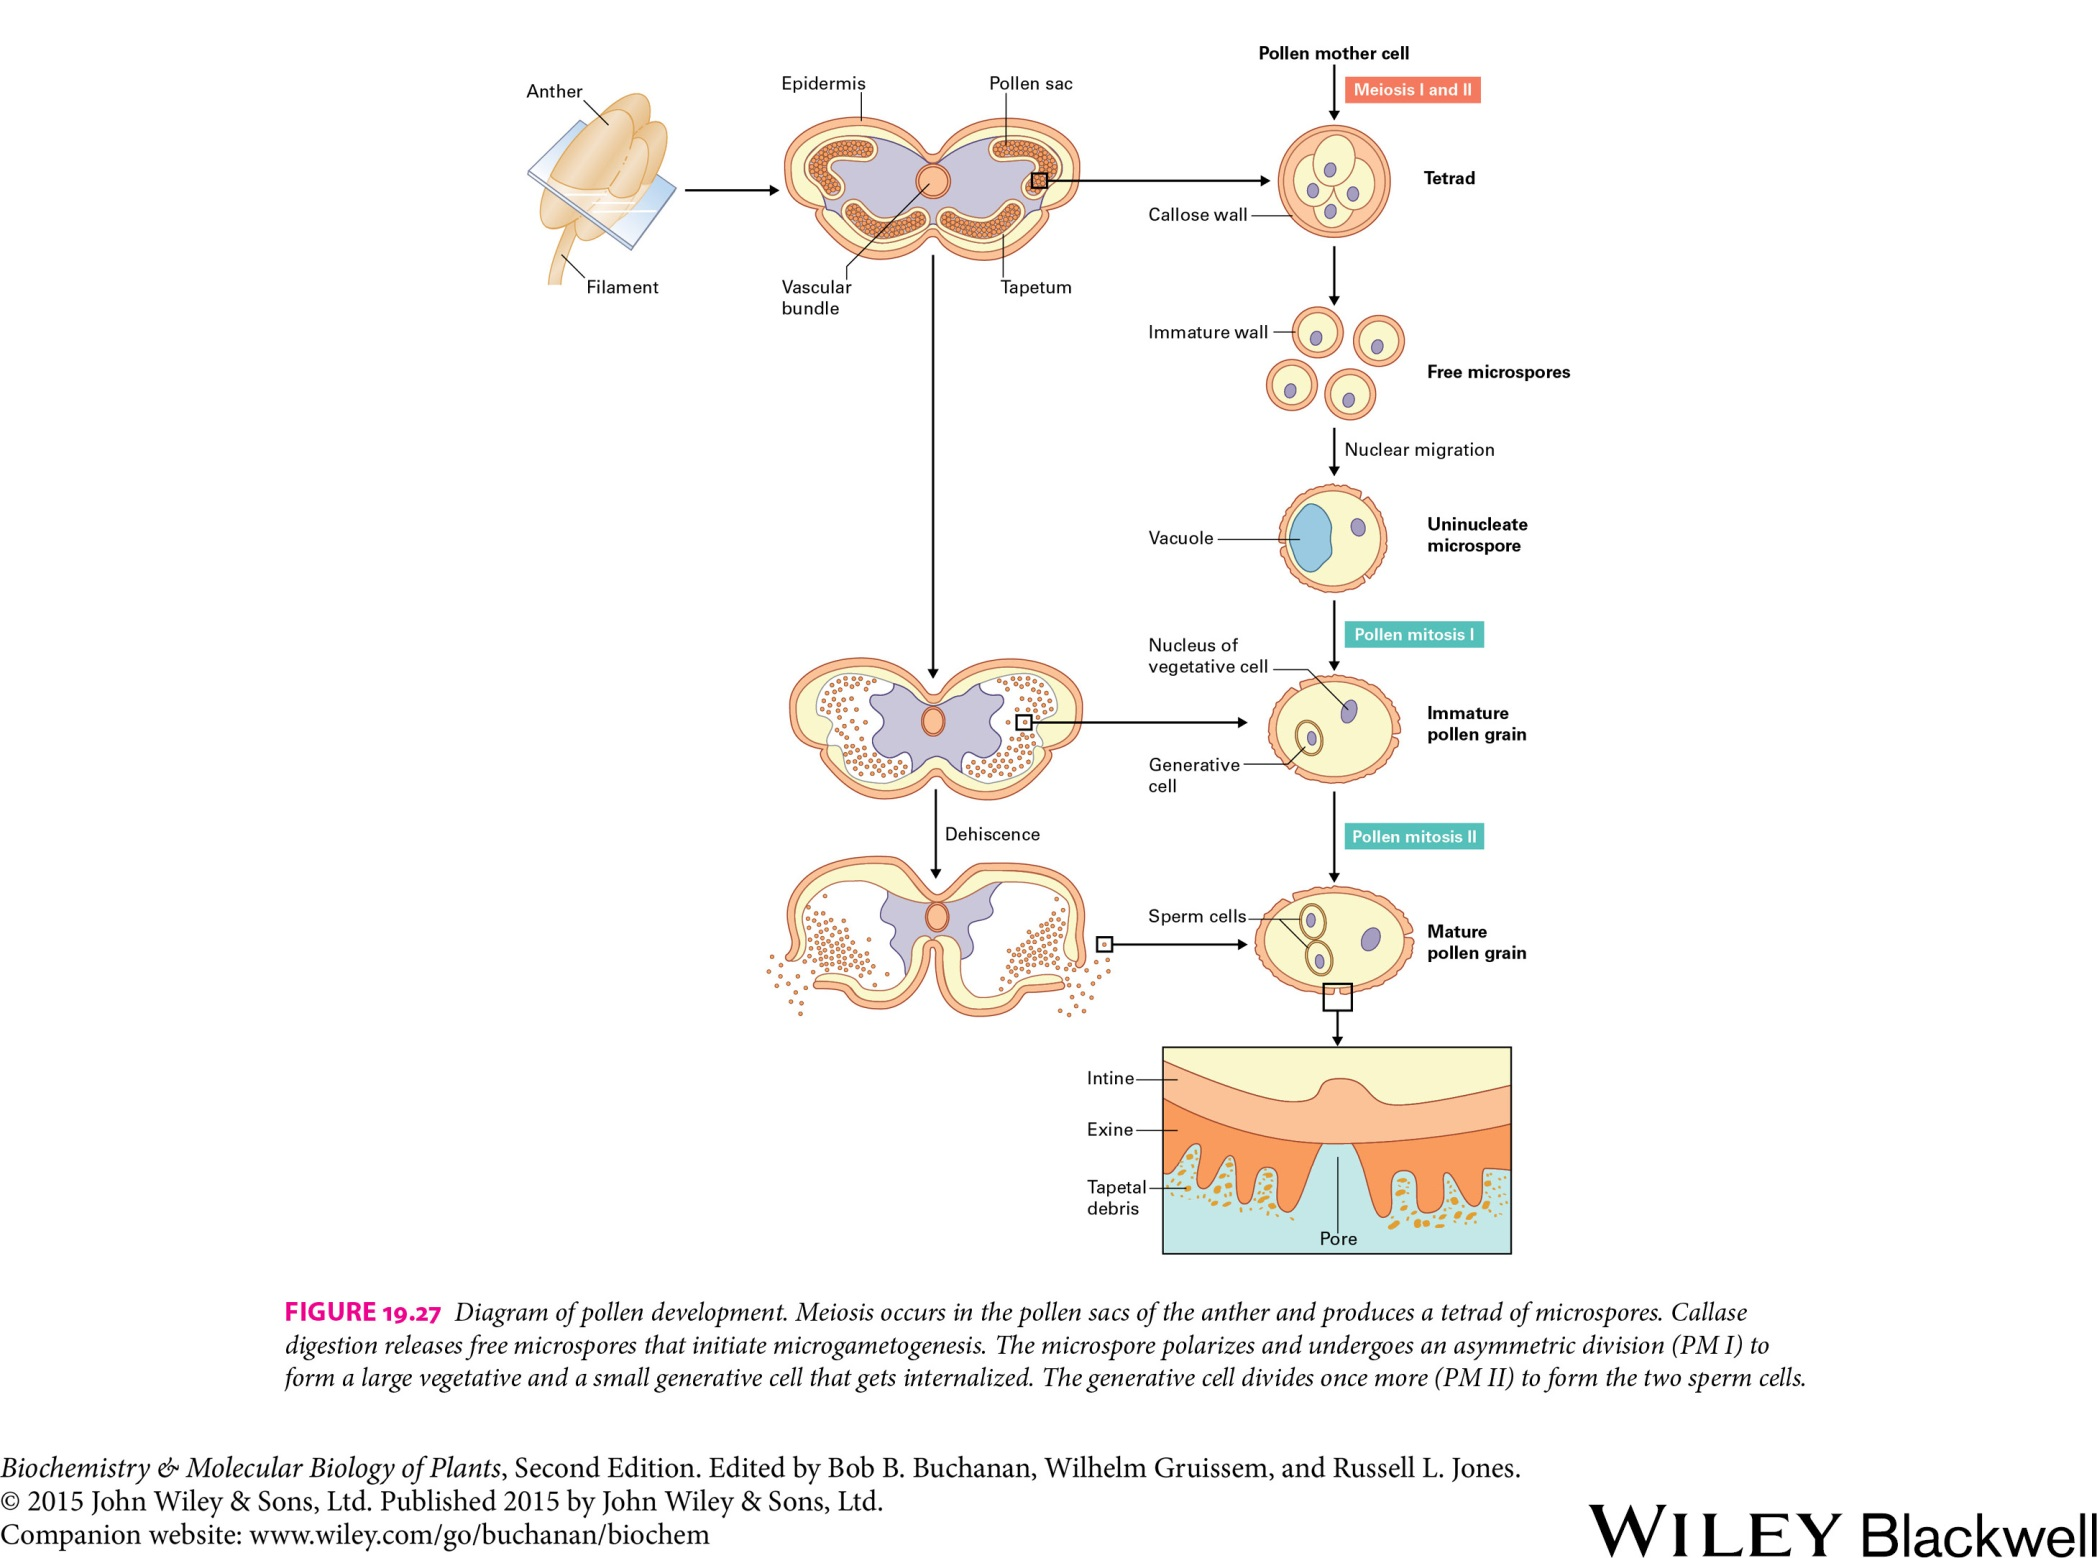 Pollen mother cell
Meiosis I and II
Anther
Epidermis
Pollen sac
Tetrad
Callose wall
Filament
Vascular
bundle
Tapetum
Immature wall
Free microspores
Nuclear migration
Uninucleate
microspore
Vacuole
Pollen mitosis I
Nucleus of
vegetative cell
Immature
pollen grain
Generative
cell
Dehiscence
Pollen mitosis II
Sperm cells
Mature
pollen grain
Intine
Exine
Tapetal
debris
Pore
FIGURE 19.27 Diagram of pollen development. Meiosis occurs in the pollen sacs of the anther and produces a tetrad of microspores. Callase
digestion releases free microspores that initiate microgametogenesis. The microspore polarizes and undergoes an asymmetric division (PM I) to
form a large vegetative and a small generative cell that gets internalized. The generative cell divides once more (PM II) to form the two sperm cells.
Biochemistry & Molecular Biology of Plants, Second Edition. Edited by Bob B. Buchanan, Wilhelm Gruissem, and Russell L. Jones.
© 2015 John Wiley & Sons, Ltd. Published 2015 by John Wiley & Sons, Ltd.
Companion website: www.wiley.com/go/buchanan/biochem
WILEY Blackwell